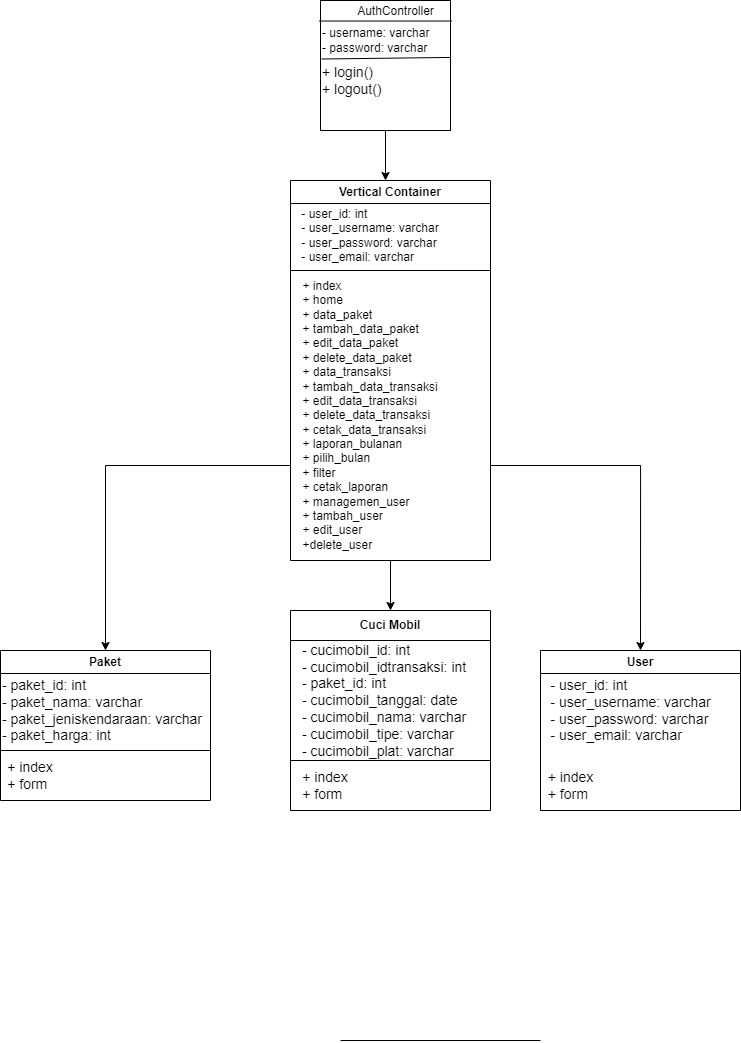 AuthController
- username: varchar
- password: varchar
+ login()
+ logout()
Vertical Container
- user_id: int
- user_username: varchar
- user_password: varchar
- user_email: varchar
+ index
+ home
+ data_paket
+ tambah_data_paket
+ edit_data_paket
+ delete_data_paket
+ data_transaksi
+ tambah_data_transaksi
+ edit_data_transaksi
+ delete_data_transaksi
+ cetak_data_transaksi
+ laporan_bulanan
+ pilih_bulan
+ filter
+ cetak_laporan
+ managemen_user
+ tambah_user
+ edit_user
+delete_user
Paket
- paket_id: int
- paket_nama: varchar
- paket_jeniskendaraan: varchar
- paket_harga: int
+ index
+ form
Cuci Mobil
- cucimobil_id: int
- cucimobil_idtransaksi: int
- paket_id: int
- cucimobil_tanggal: date
- cucimobil_nama: varchar
- cucimobil_tipe: varchar
- cucimobil_plat: varchar
+ index
+ form
User
- user_id: int
- user_username: varchar
- user_password: varchar
- user_email: varchar
+ index
+ form